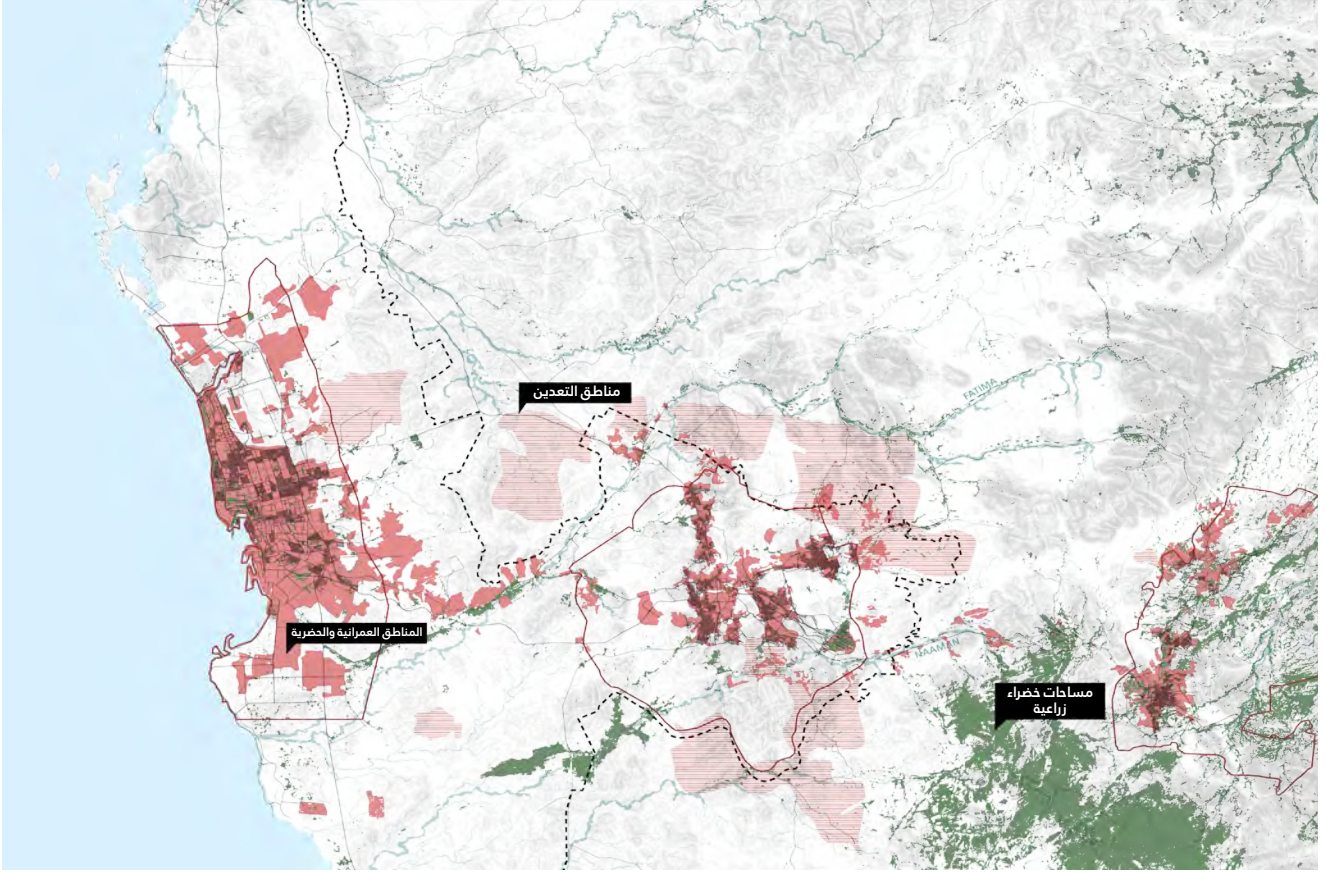 مناطق التعدين
FATIMA
المناطق العمرانية والحضرية
NAAMAN
مساحات خضراء
زراعية